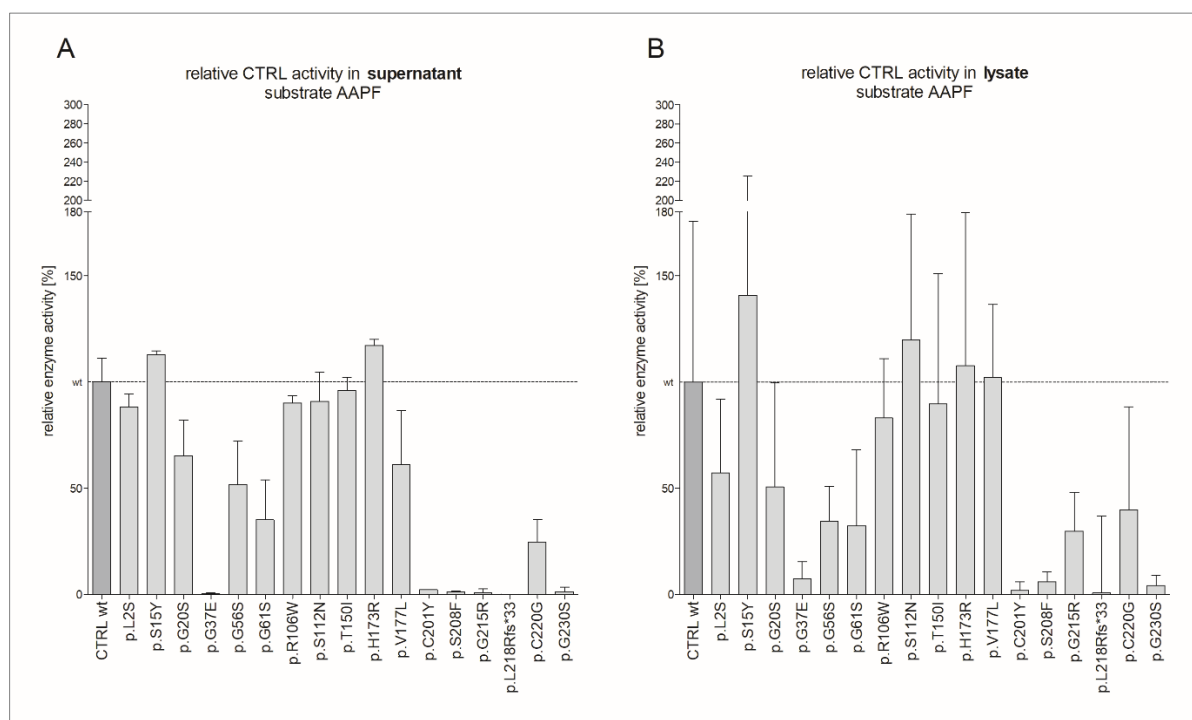 A
relative CTRL activity in supernatant
substrate AAPF
300
280
260
240
220
200
180
150
wt
50
0
relative enzyme activity [%]
CTRL wt
p.L2S
p.S15Y
p.G20S
p.G37E
p.G56S
p.G61S
p.R106W
p.S112N
p.T150I
p.H173R
p.V177L
p.C201Y
p.S208F
p.G215R
p.L218Rfs*33
p.C220G
p.G230S
B
relative CTRL activity in lysate
substrate AAPF
300
280
260
240
220
200
180
150
wt
50
0
relative enzyme activity [%]
CTRL wt
p.L2S
p.S15Y
p.G20S
p.G37E
p.G56S
p.G61S
p.R106W
p.S112N
p.T150I
p.H173R
p.V177L
p.C201Y
p.S208F
p.G215R
p.L218Rfs*33
p.C220G
p.G230S